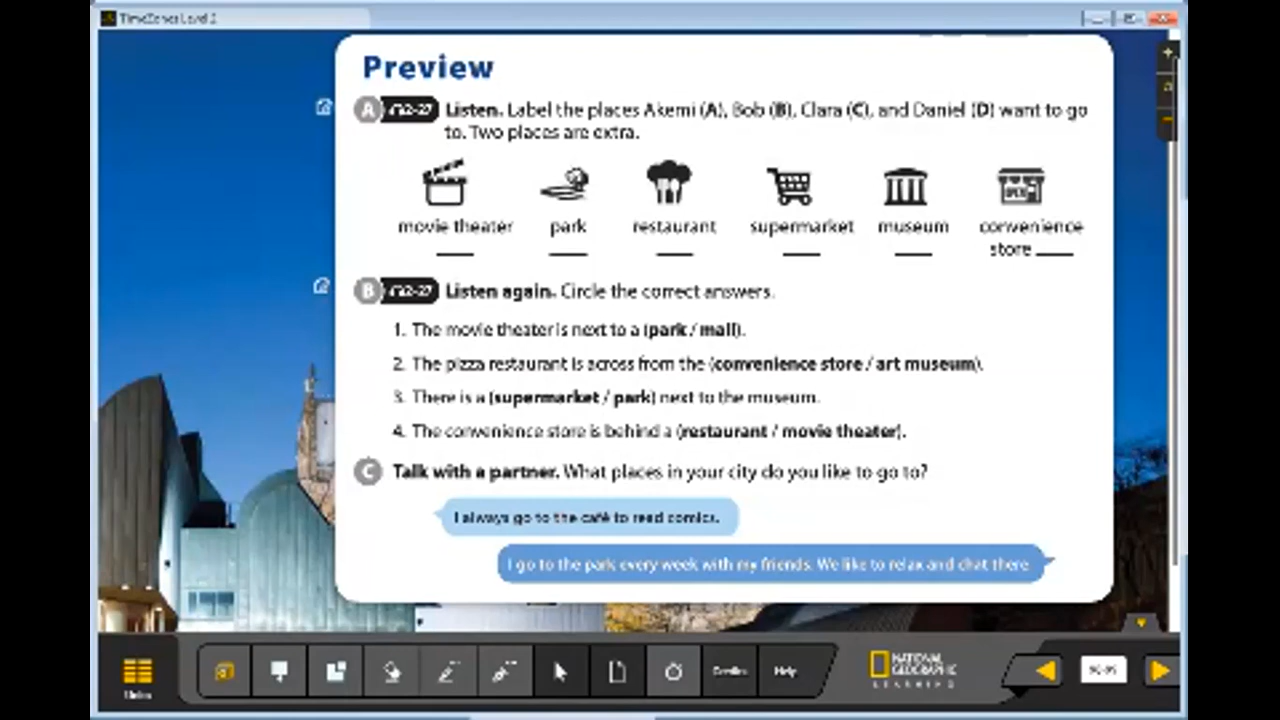 Time Zones Level 2
Preview
A Listen. Label the places Akemi (A), Bob (B), Clara (C), and Daniel (D) want to go
to. Two places are extra.
movie theater park restaurant supermarket museum convenience
store
B Listen again. Circle the correct answers.
1. The movie theater is next to a (park / mall).
2. The pizza restaurant is across from the (convenience store / art museum).
3. There is a (supermarket / park) next to the museum.
4. The convenience store is behind a (restaurant / movie theater).
C Talk with a partner. What places in your city do you like to go to?
I always go to the café to read comics.
I go to the park every week with my friends. We like to relax and chat there.
Units Credits Help
NATIONAL
GEOGRAPHIC
LEARNING